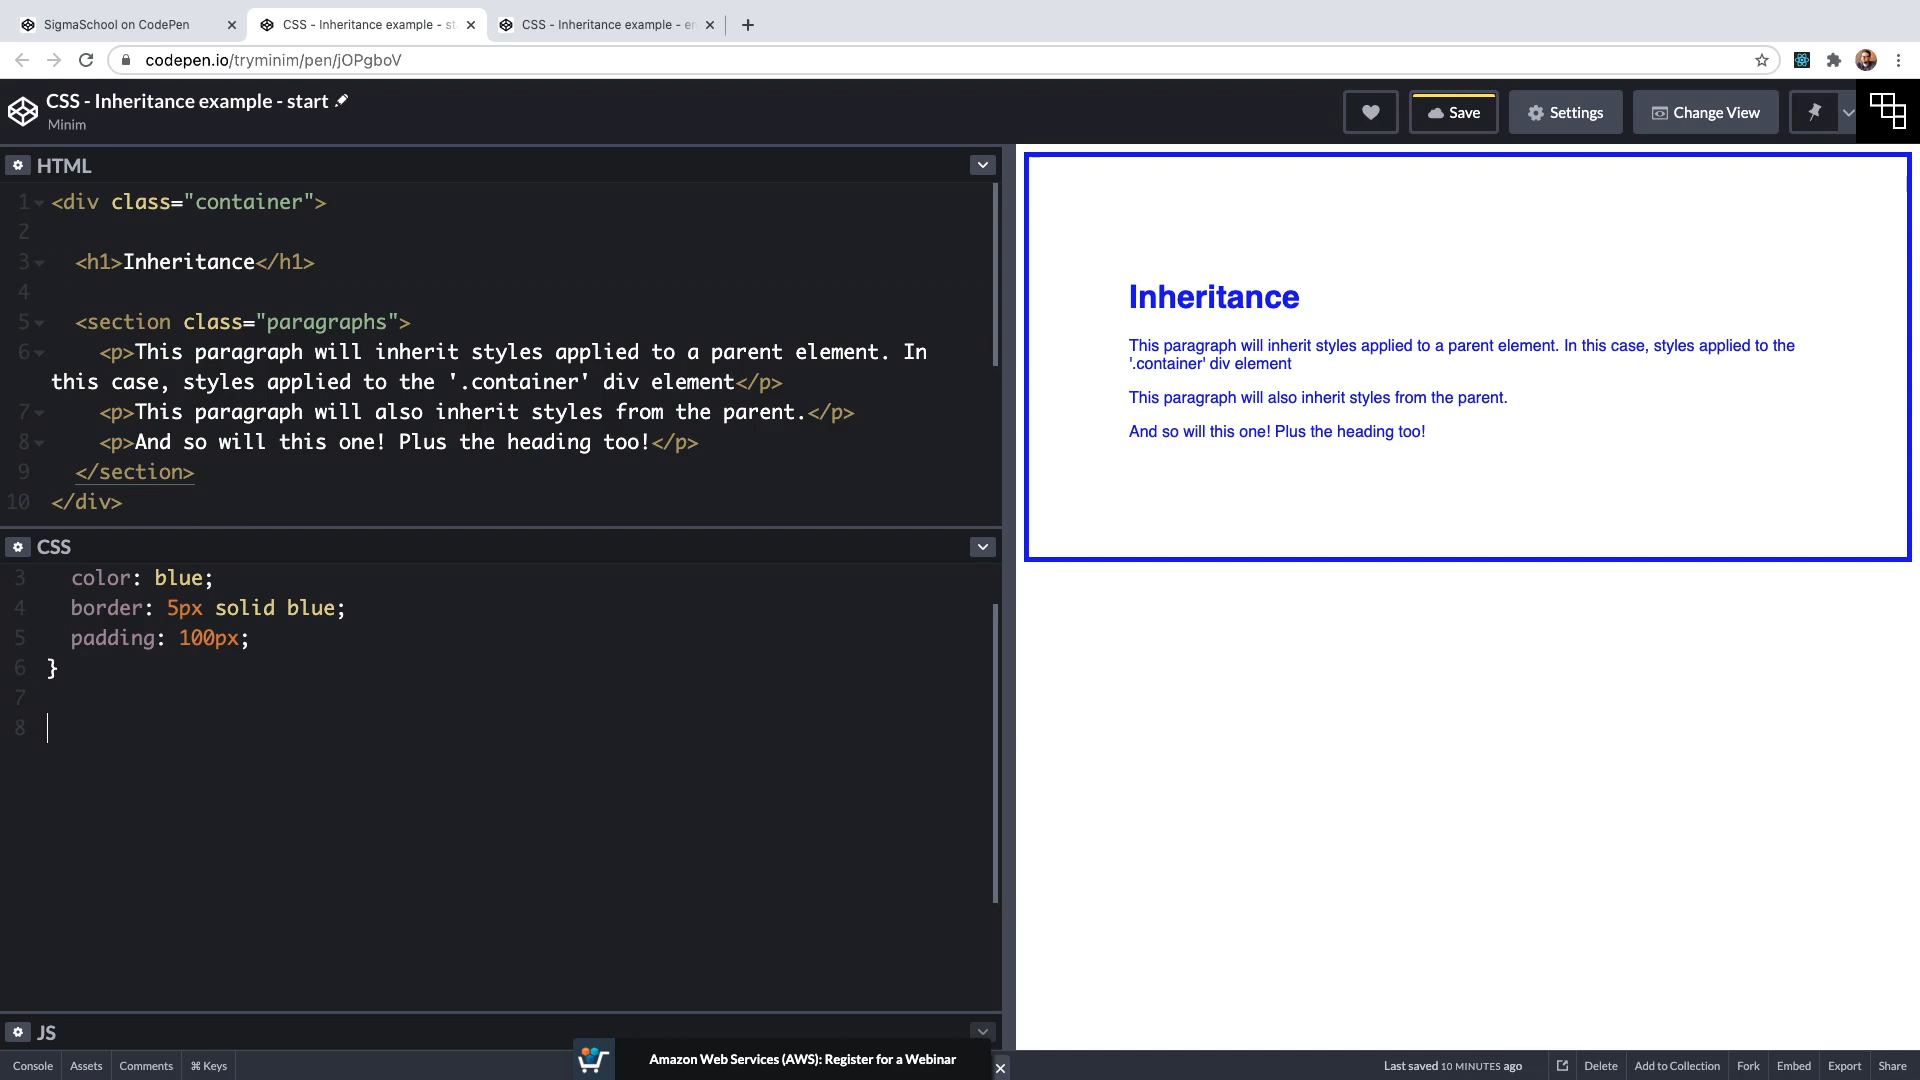 SigmaSchool on CodePen
CSS - Inheritance example - st
CSS - Inheritance example - en
codepen.io/tryminim/pen/jOPgboV
CSS - Inheritance example - start
Minim
Save
Settings
Change View
HTML
1 <div class="container">
2
3 <h1>Inheritance</h1>
4
5 <section class="paragraphs">
6 <p>This paragraph will inherit styles applied to a parent element. In
this case, styles applied to the '.container' div element</p>
7 <p>This paragraph will also inherit styles from the parent.</p>
8 <p>And so will this one! Plus the heading too!</p>
9 </section>
10 </div>
CSS
3 color: blue;
4 border: 5px solid blue;
5 padding: 100px;
6 }
7
8
JS
Inheritance
This paragraph will inherit styles applied to a parent element. In this case, styles applied to the
'.container' div element
This paragraph will also inherit styles from the parent.
And so will this one! Plus the heading too!
Console
Assets
Comments
⌘ Keys
Amazon Web Services (AWS): Register for a Webinar
Last saved 10 MINUTES ago
Delete
Add to Collection
Fork
Embed
Export
Share